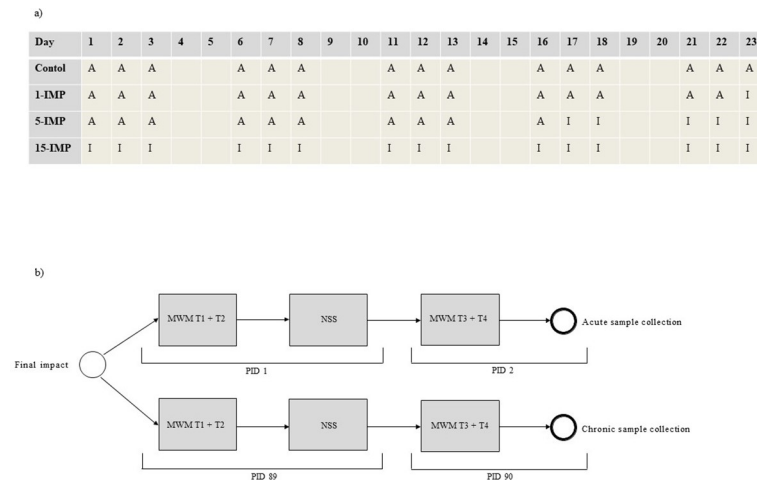 a)
Day 1 2 3 4 5 6 7 8 9 10 11 12 13 14 15 16 17 18 19 20 21 22 23
Contol A A A A A A A A A A A A A A A
1-IMP A A A A A A A A A A A A A A I
5-IMP A A A A A A A A A A I I I I I
15-IMP I I I I I I I I I I I I I I I
b)
MWM T1 + T2 NSS MWM T3 + T4 Acute sample collection
Final impact
PID 1 PID 2
MWM T1 + T2 NSS MWM T3 + T4 Chronic sample collection
PID 89 PID 90